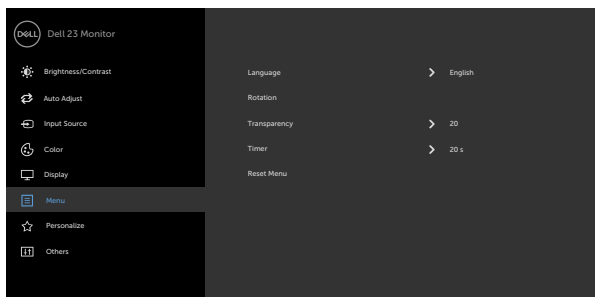 DELL Dell 23 Monitor
Brightness/Contrast
Auto Adjust
Input Source
Color
Display
Menu
Personalize
Others
Language English
Rotation
Transparency 20
Timer 20 s
Reset Menu